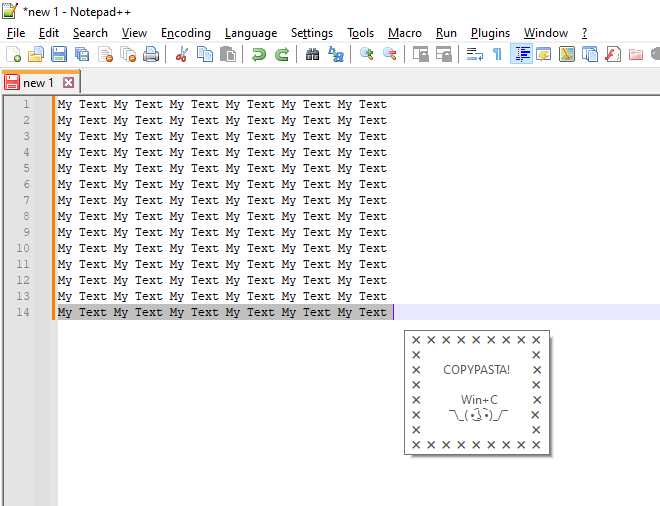 *new 1 - Notepad++
File Edit Search View Encoding Language Settings Tools Macro Run Plugins Window ?
new 1
1 My Text My Text My Text My Text My Text My Text
2 My Text My Text My Text My Text My Text My Text
3 My Text My Text My Text My Text My Text My Text
4 My Text My Text My Text My Text My Text My Text
5 My Text My Text My Text My Text My Text My Text
6 My Text My Text My Text My Text My Text My Text
7 My Text My Text My Text My Text My Text My Text
8 My Text My Text My Text My Text My Text My Text
9 My Text My Text My Text My Text My Text My Text
10 My Text My Text My Text My Text My Text My Text
11 My Text My Text My Text My Text My Text My Text
12 My Text My Text My Text My Text My Text My Text
13 My Text My Text My Text My Text My Text My Text
14 My Text My Text My Text My Text My Text My Text
✕ ✕ ✕ ✕ ✕ ✕ ✕ ✕ ✕
✕ ✕
✕ ✕
✕ COPYPASTA! ✕
✕ ✕
✕ Win+C ✕
✕ ¯\_(•͟ʖ•)_/¯ ✕
✕ ✕
✕ ✕ ✕ ✕ ✕ ✕ ✕ ✕ ✕